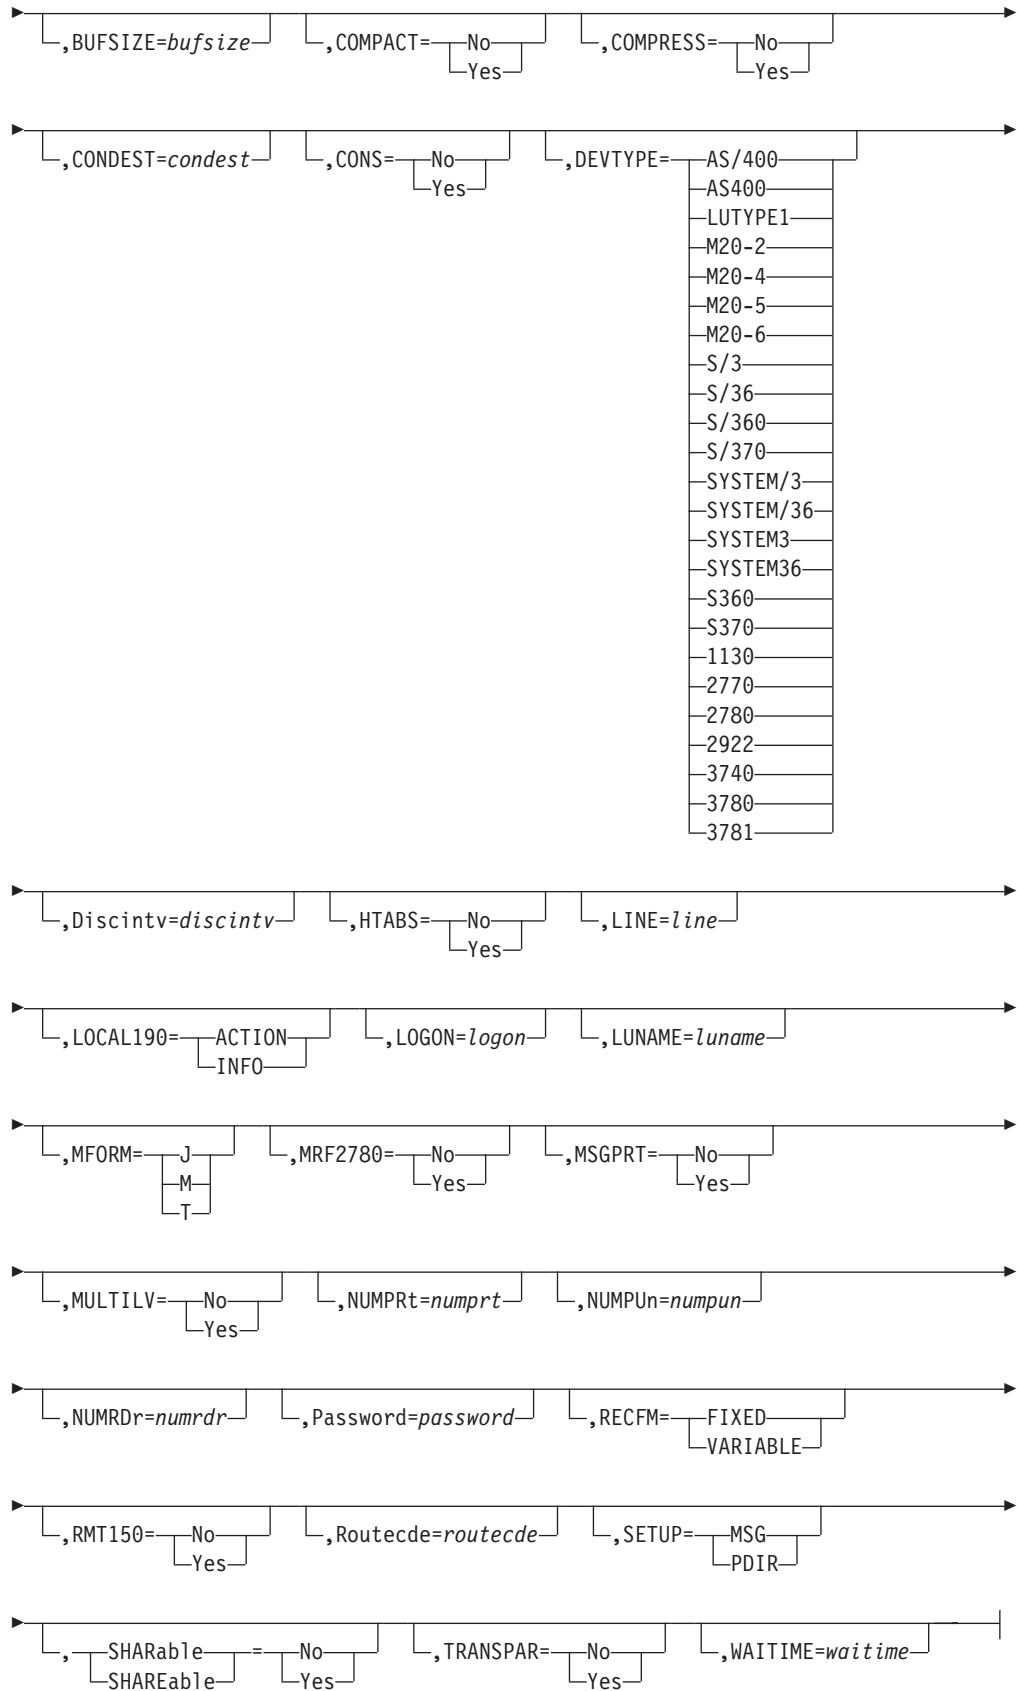 ,BUFSIZE=bufsize ,COMPACT= No ,COMPRESS= No
Yes Yes
,CONDEST=condest ,CONS= No ,DEVTYPE= AS/400
Yes AS400
LUTYPE1
M20-2
M20-4
M20-5
M20-6
S/3
S/36
S/360
S/370
SYSTEM/3
SYSTEM/36
SYSTEM3
SYSTEM36
S360
S370
1130
2770
2780
2922
3740
3780
3781
,Discintv=discintv ,HTABS= No ,LINE=line
Yes
,LOCAL190= ACTION ,LOGON=logon ,LUNAME=luname
INFO
,MFORM= J ,MRF2780= No ,MSGPRT= No
M Yes Yes
T
,MULTILV= No ,NUMPRt=numprt ,NUMPUn=numpun
Yes
,NUMRDr=numrdr ,Password=password ,RECFM= FIXED
VARIABLE
,RMT150= No ,Routecde=routecde ,SETUP= MSG
Yes PDIR
, SHARable = No ,TRANSPAR= No ,WAITIME=waitime
SHAREable Yes Yes